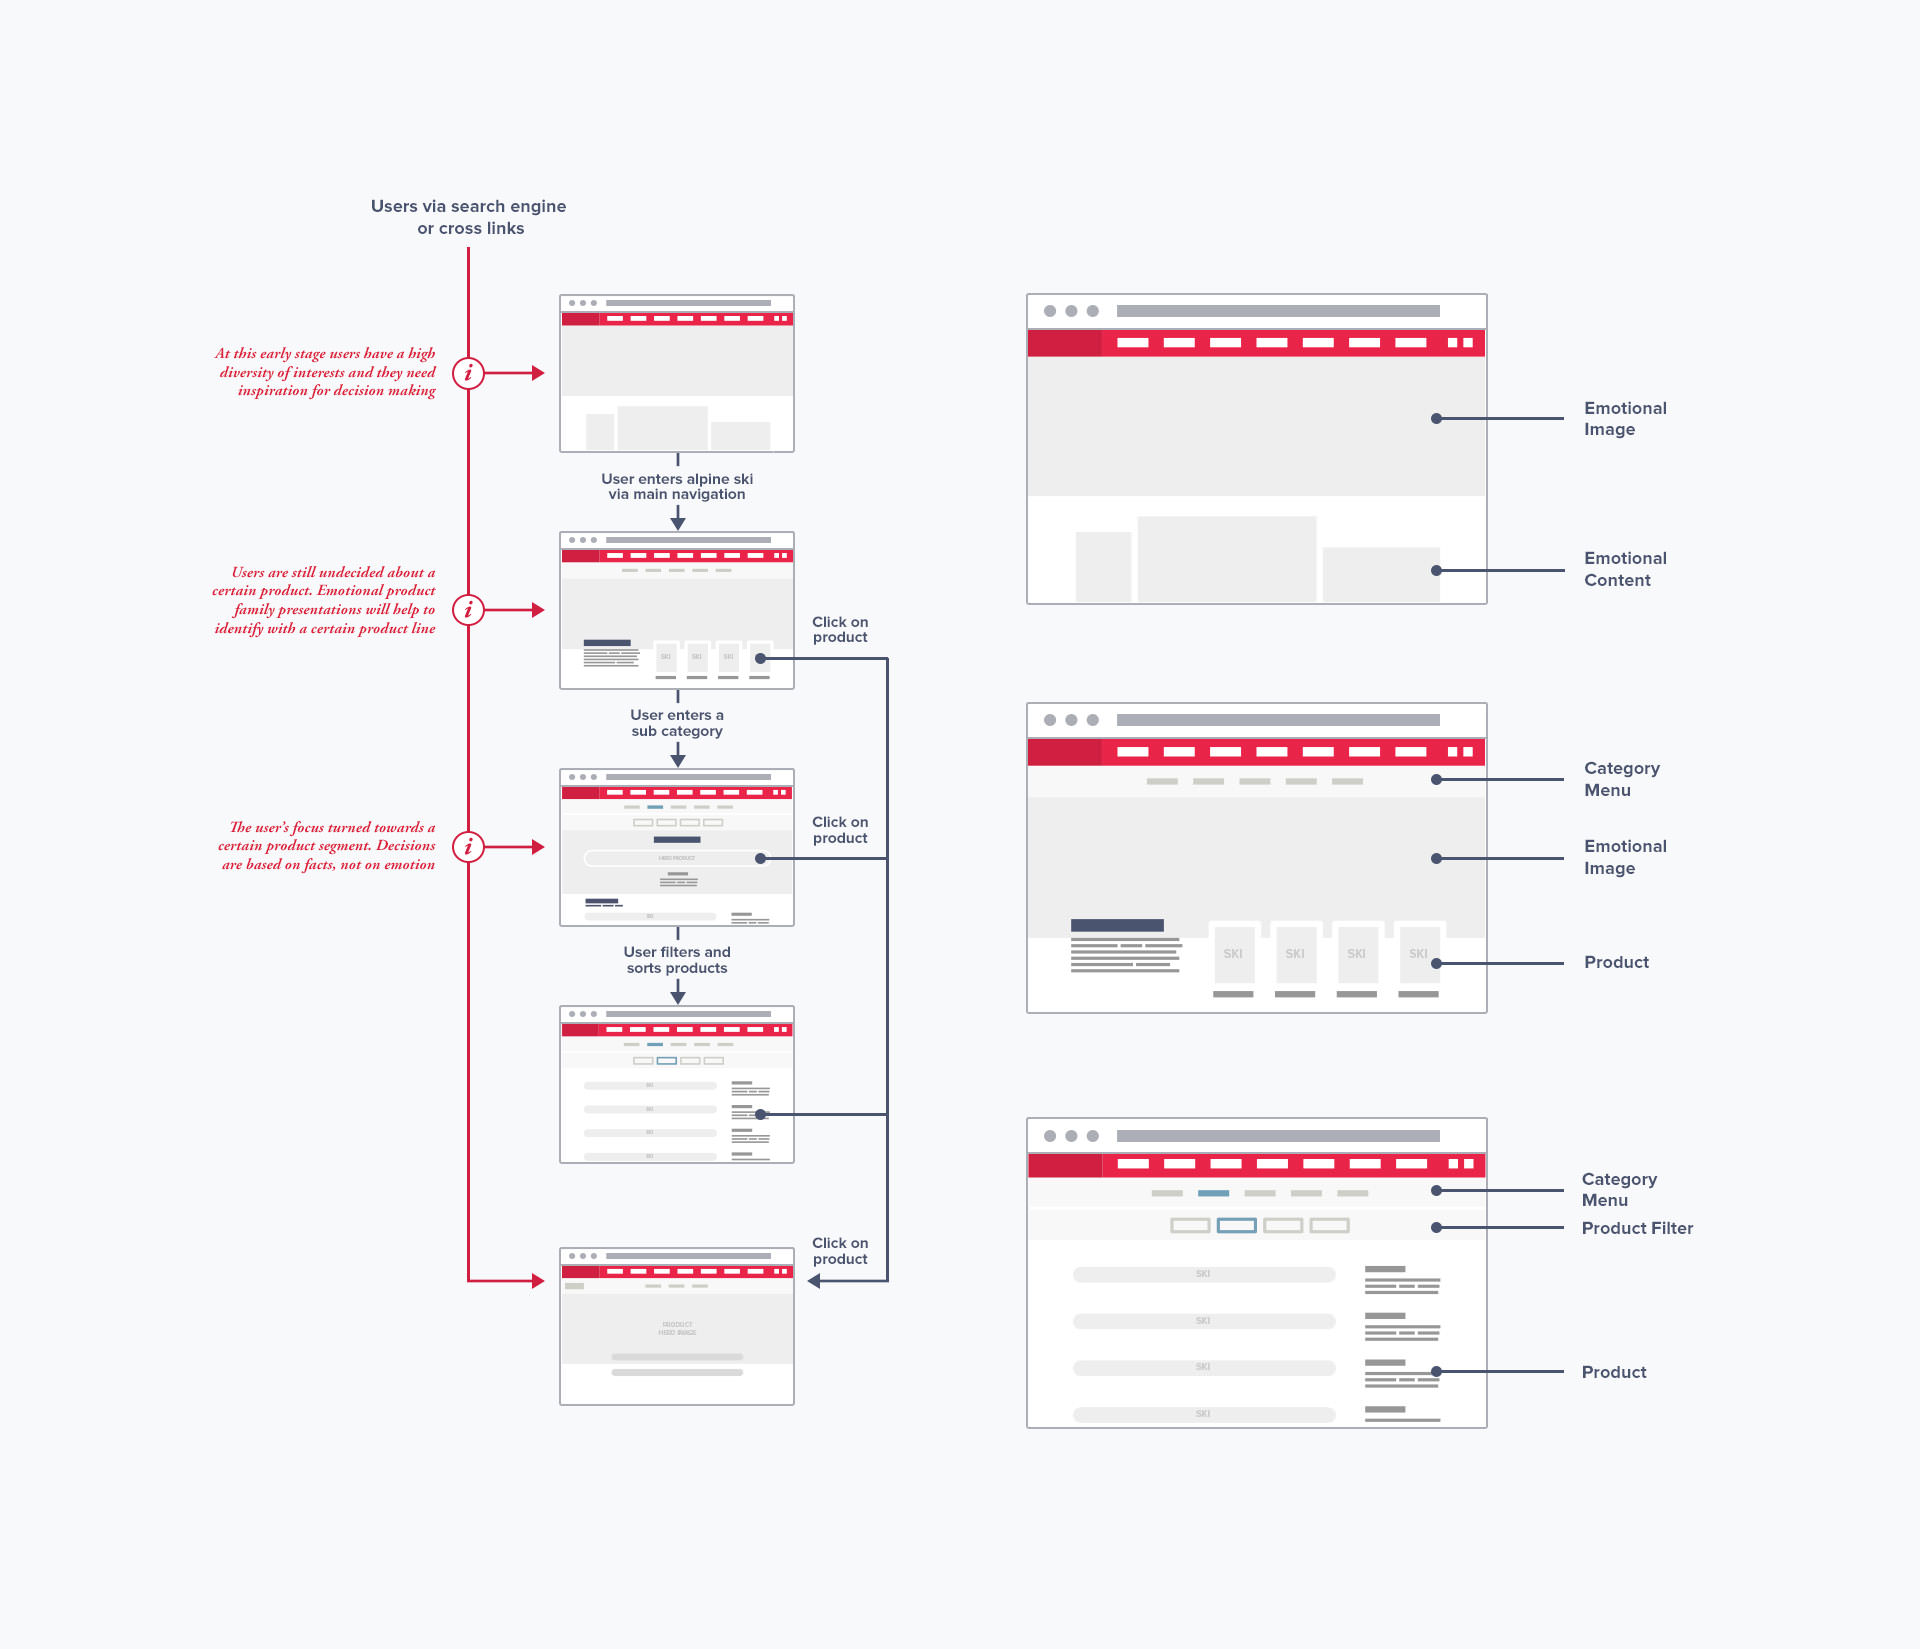 Users via search engine
or cross links
At this early stage users have a high
diversity of interests and they need
inspiration for decision making
i
User enters alpine ski
via main navigation
Users are still undecided about a
certain product. Emotional product
family presentations will help to
identify with a certain product line
i
Click on
product
SKI
SKI
SKI
User enters a
sub category
The user’s focus turned towards a
certain product segment. Decisions
are based on facts, not on emotion
i
Click on
product
HERO PRODUCT
SKI
User filters and
sorts products
SKI
SKI
SKI
SKI
Click on
product
PRODUCT
HERO IMAGE
Emotional
Image
Emotional
Content
Category
Menu
Emotional
Image
SKI
SKI
SKI
SKI
Product
Category
Menu
Product Filter
SKI
SKI
SKI
Product
SKI